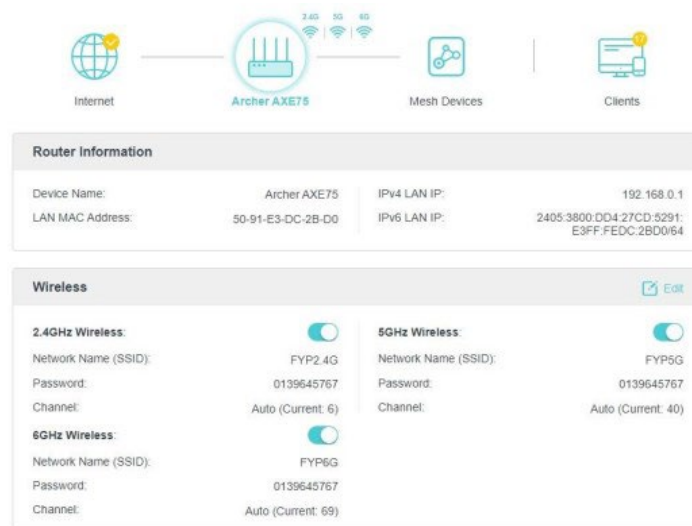 2.4G 5G 6G
17
Internet
Archer AXE75
Mesh Devices
Clients
Router Information
Device Name: Archer AXE75
LAN MAC Address: 50-91-E3-DC-2B-D0
IPv4 LAN IP: 192.168.0.1
IPv6 LAN IP: 2405:3800:DD4:27CD:5291:
E3FF:FEDC:2BD0/64
Wireless
Edit
2.4GHz Wireless:
Network Name (SSID): FYP2.4G
Password: 0139645767
Channel: Auto (Current: 6)
5GHz Wireless:
Network Name (SSID): FYP5G
Password: 0139645767
Channel: Auto (Current: 40)
6GHz Wireless:
Network Name (SSID): FYP6G
Password: 0139645767
Channel: Auto (Current: 69)